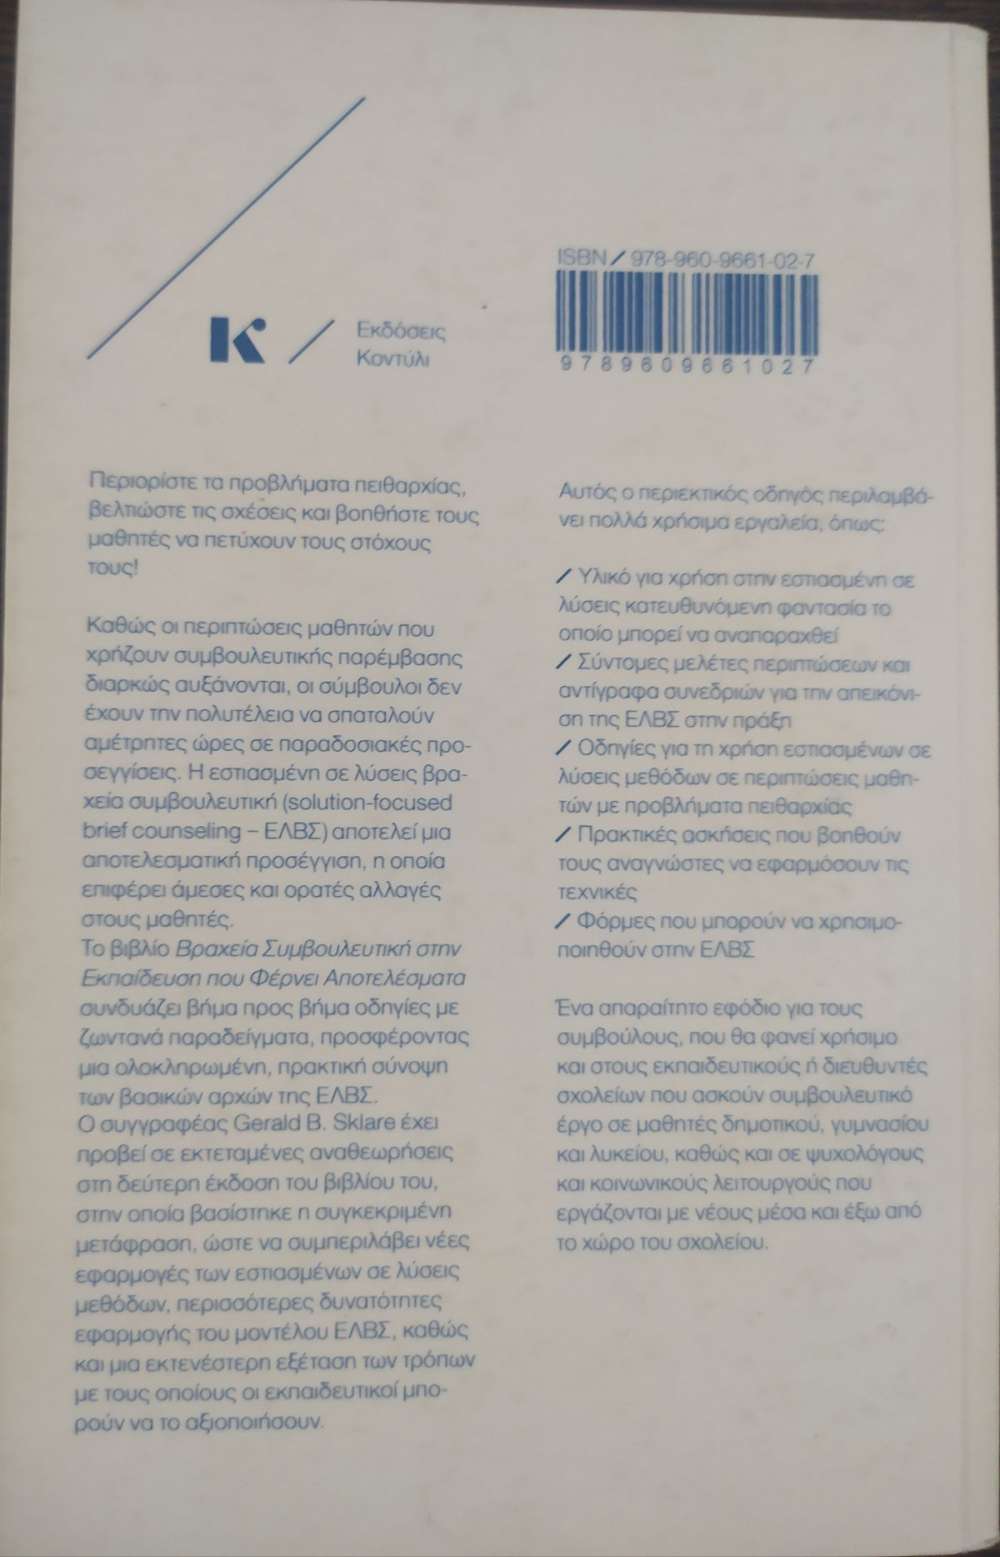 K / Εκδόσεις
Κοντύλι
ISBN / 978-960-9661-02-7
9 7 8 9 6 0 9 6 6 1 0 2 7
Περιορίστε τα προβλήματα πειθαρχίας,
βελτιώστε τις σχέσεις και βοηθήστε τους
μαθητές να πετύχουν τους στόχους
τους!
Καθώς οι περιπτώσεις μαθητών που
χρήζουν συμβουλευτικής παρέμβασης
διαρκώς αυξάνονται, οι σύμβουλοι δεν
έχουν την πολυτέλεια να σπαταλούν
αμέτρητες ώρες σε παραδοσιακές προ-
σεγγίσεις. Η εστιασμένη σε λύσεις βρα-
χεία συμβουλευτική (solution-focused
brief counseling – ΕΛΒΣ) αποτελεί μια
αποτελεσματική προσέγγιση, η οποία
επιφέρει άμεσες και ορατές αλλαγές
στους μαθητές.
Το βιβλίο Βραχεία Συμβουλευτική στην
Εκπαίδευση που Φέρνει Αποτελέσματα
συνδυάζει βήμα προς βήμα οδηγίες με
ζωντανά παραδείγματα, προσφέροντας
μια ολοκληρωμένη, πρακτική σύνοψη
των βασικών αρχών της ΕΛΒΣ.
Ο συγγραφέας Gerald B. Sklare έχει
προβεί σε εκτεταμένες αναθεωρήσεις
στη δεύτερη έκδοση του βιβλίου του,
στην οποία βασίστηκε η συγκεκριμένη
μετάφραση, ώστε να συμπεριλάβει νέες
εφαρμογές των εστιασμένων σε λύσεις
μεθόδων, περισσότερες δυνατότητες
εφαρμογής του μοντέλου ΕΛΒΣ, καθώς
και μια εκτενέστερη εξέταση των τρόπων
με τους οποίους οι εκπαιδευτικοί μπο-
ρούν να το αξιοποιήσουν.
Αυτός ο περιεκτικός οδηγός περιλαμβά-
νει πολλά χρήσιμα εργαλεία, όπως:
/ Υλικό για χρήση στην εστιασμένη σε
λύσεις κατευθυνόμενη φαντασία το
οποίο μπορεί να αναπαραχθεί
/ Σύντομες μελέτες περιπτώσεων και
αντίγραφα συνεδριών για την απεικόνι-
ση της ΕΛΒΣ στην πράξη
/ Οδηγίες για τη χρήση εστιασμένων σε
λύσεις μεθόδων σε περιπτώσεις μαθη-
τών με προβλήματα πειθαρχίας
/ Πρακτικές ασκήσεις που βοηθούν
τους αναγνώστες να εφαρμόσουν τις
τεχνικές
/ Φόρμες που μπορούν να χρησιμο-
ποιηθούν στην ΕΛΒΣ
Ένα απαραίτητο εφόδιο για τους
συμβούλους, που θα φανεί χρήσιμο
και στους εκπαιδευτικούς ή διευθυντές
σχολείων που ασκούν συμβουλευτικό
έργο σε μαθητές δημοτικού, γυμνασίου
και λυκείου, καθώς και σε ψυχολόγους
και κοινωνικούς λειτουργούς που
εργάζονται με νέους μέσα και έξω από
το χώρο του σχολείου.